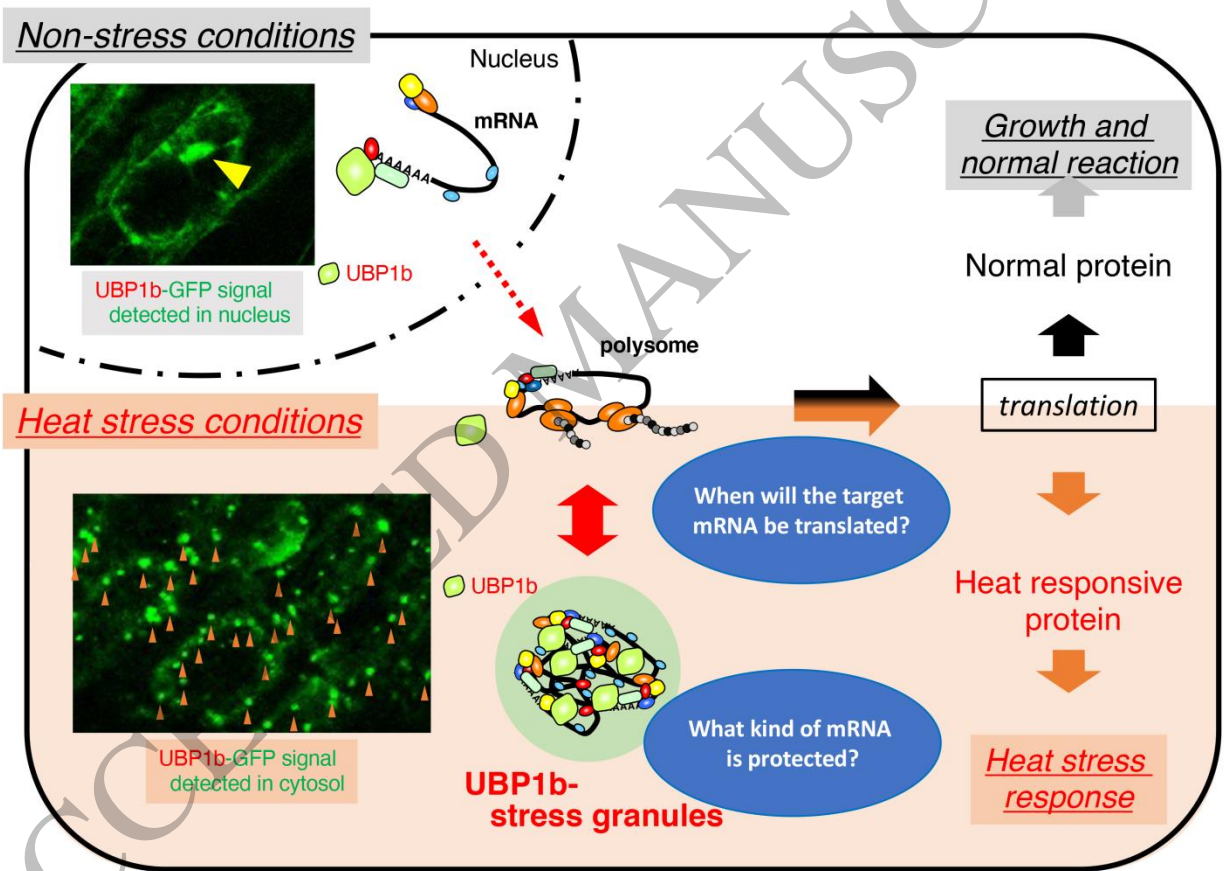 Non-stress conditions
Nucleus
mRNA
AAAAAA
UBP1b
UBP1b-GFP signal
detected in nucleus
Growth and
normal reaction
Normal protein
polysome
translation
Heat stress conditions
When will the target
mRNA be translated?
UBP1b
Heat responsive
protein
What kind of mRNA
is protected?
UBP1b-GFP signal
detected in cytosol
UBP1b-
stress granules
Heat stress
response